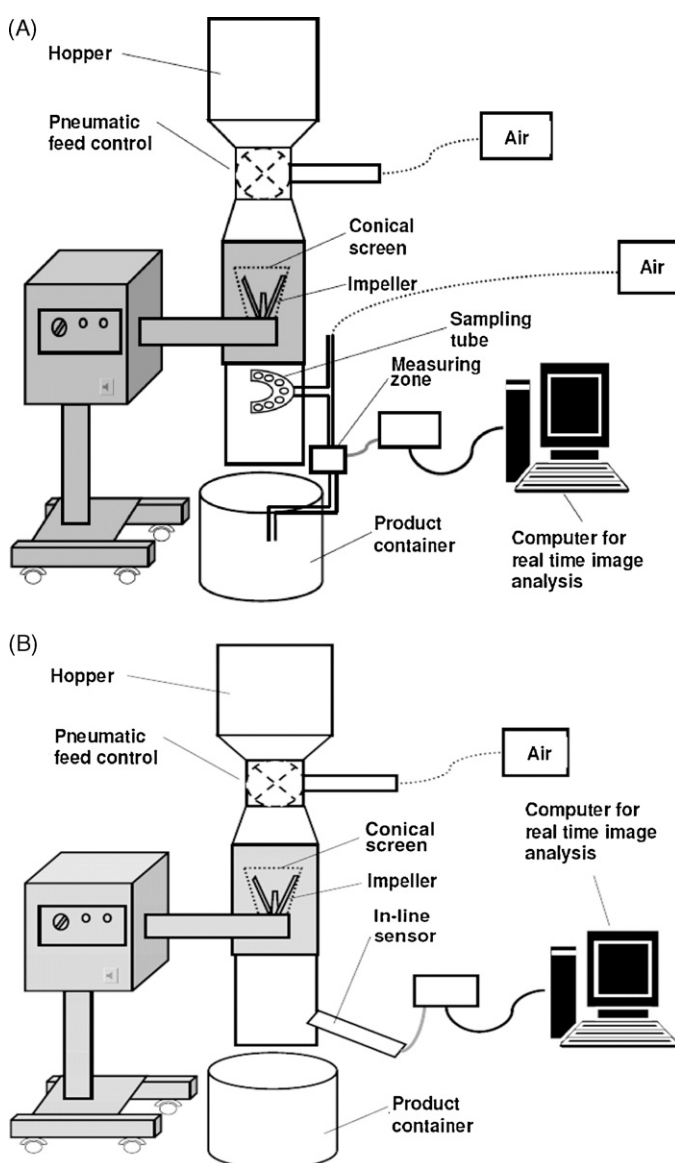 (A)
Hopper
Pneumatic
feed control
Air
Conical
screen
Impeller
Air
Sampling
tube
Measuring
zone
Product
container
Computer for
real time image
analysis
(B)
Hopper
Pneumatic
feed control
Air
Computer for
real time image
analysis
Conical
screen
Impeller
In-line
sensor
Product
container